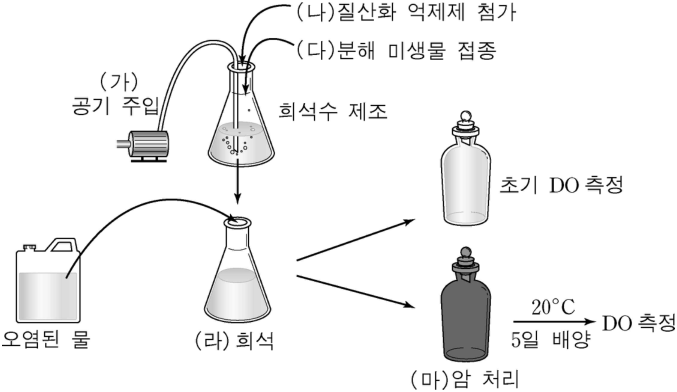 (나)질산화 억제제 첨가
(다)분해 미생물 접종
(가)
공기 주입
희석수 제조
초기 DO 측정
오염된 물
(라)희석
20℃
5일 배양
DO 측정
(마)암 처리